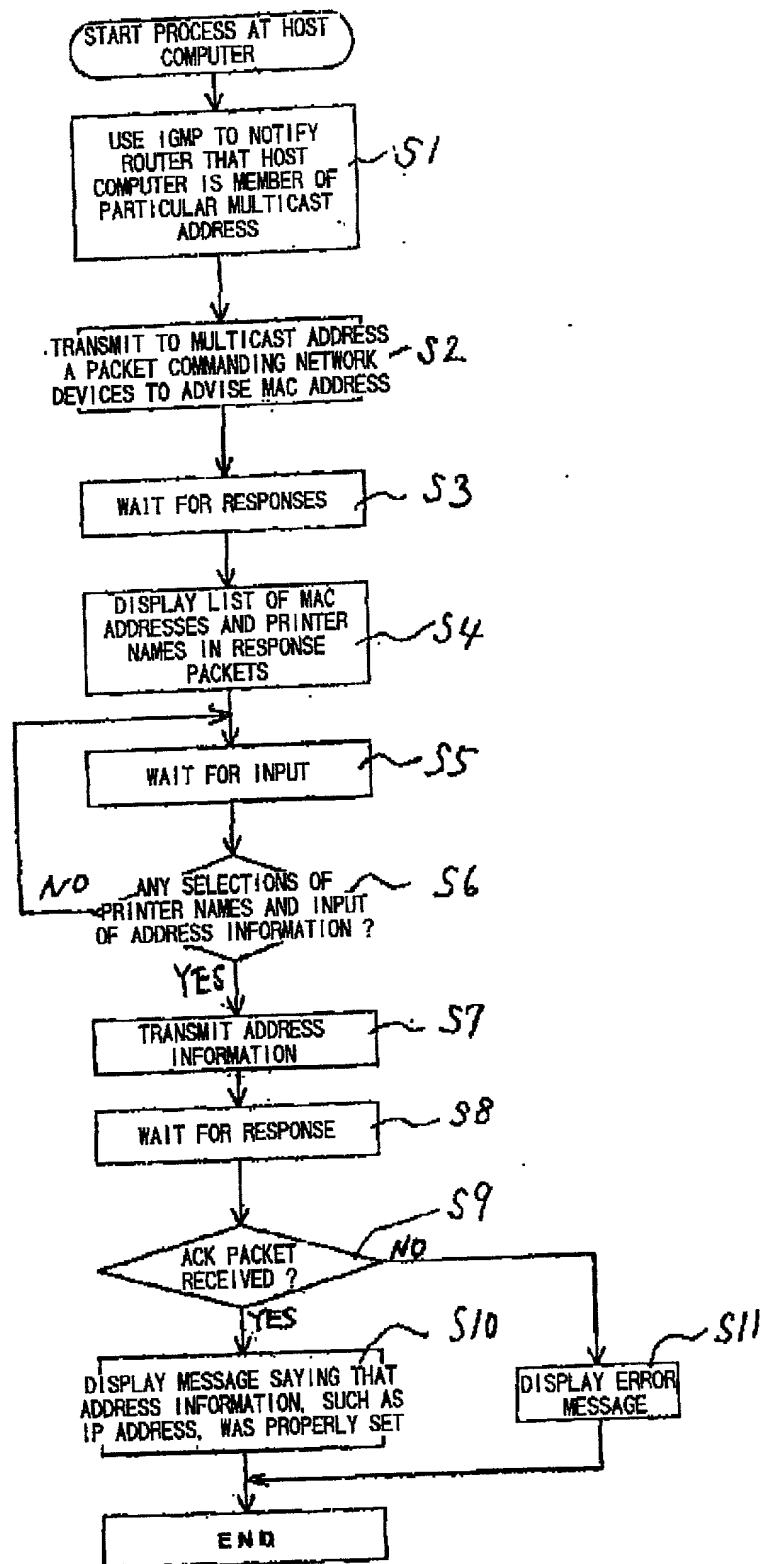 START PROCESS AT HOST
COMPUTER
USE IGMP TO NOTIFY
ROUTER THAT HOST
COMPUTER IS MEMBER OF
PARTICULAR MULTICAST
ADDRESS
S1
TRANSMIT TO MULTICAST ADDRESS
A PACKET COMMANDING NETWORK
DEVICES TO ADVISE MAC ADDRESS
S2
WAIT FOR RESPONSES
S3
DISPLAY LIST OF MAC
ADDRESSES AND PRINTER
NAMES IN RESPONSE
PACKETS
S4
WAIT FOR INPUT
S5
NO
ANY SELECTIONS OF
PRINTER NAMES AND INPUT
OF ADDRESS INFORMATION ?
S6
YES
TRANSMIT ADDRESS
INFORMATION
S7
WAIT FOR RESPONSE
S8
ACK PACKET
RECEIVED ?
S9
NO
YES
DISPLAY MESSAGE SAYING THAT
ADDRESS INFORMATION, SUCH AS
IP ADDRESS, WAS PROPERLY SET
S10
DISPLAY ERROR
MESSAGE
S11
END